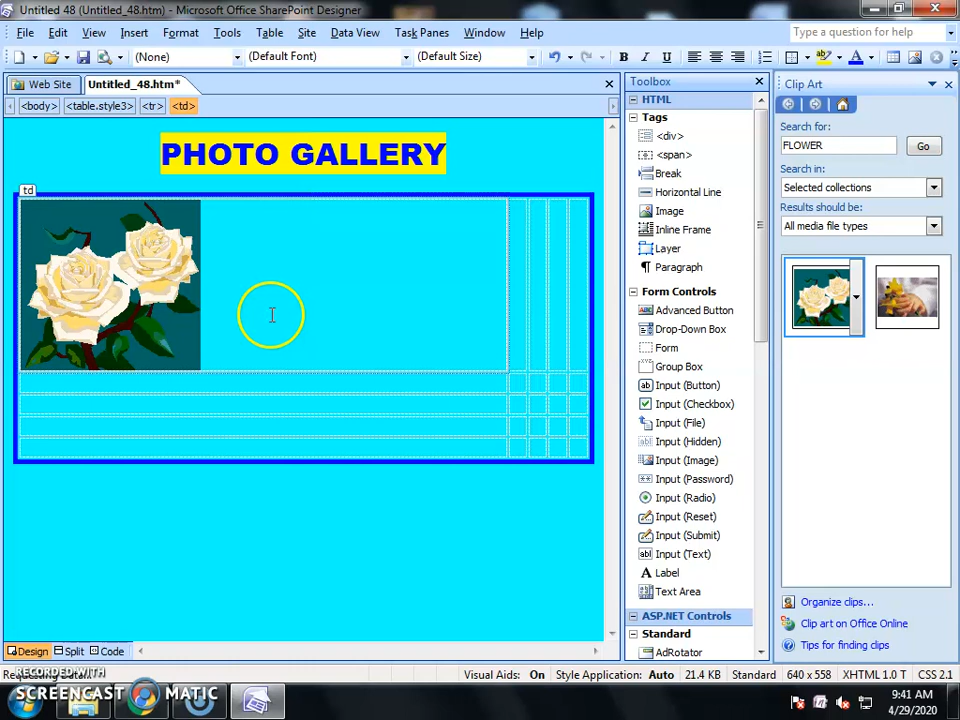 Untitled 48 (Untitled_48.htm) - Microsoft Office SharePoint Designer
File Edit View Insert Format Tools Table Site Data View Task Panes Window Help
Type a question for help
(None) (Default Font) (Default Size) B I U A
Web Site Untitled_48.htm*
<body> <table.style3> <tr> <td>
PHOTO GALLERY
td
Toolbox
HTML
Tags
<div>
<span>
Break
Horizontal Line
Image
Inline Frame
Layer
Paragraph
Form Controls
Advanced Button
Drop-Down Box
Form
Group Box
Input (Button)
Input (Checkbox)
Input (File)
Input (Hidden)
Input (Image)
Input (Password)
Input (Radio)
Input (Reset)
Input (Submit)
Input (Text)
Label
Text Area
ASP.NET Controls
Standard
AdRotator
Clip Art
Search for:
FLOWER
Go
Search in:
Selected collections
Results should be:
All media file types
Organize clips...
Clip art on Office Online
Tips for finding clips
Design Split Code
Visual Aids: On Style Application: Auto 21.4 KB Standard 640 x 558 XHTML 1.0 T CSS 2.1
RECORDED WITH
SCREENCAST MATIC
9:41 AM
4/29/2020